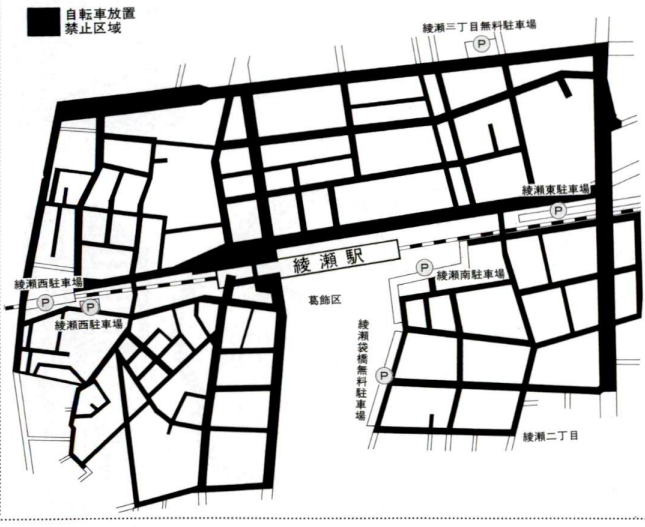 自転車放置
禁止区域
綾瀬三丁目無料駐車場
P
綾瀬東駐車場
P
綾瀬駅
綾瀬西駐車場
P
P
綾瀬西駐車場
葛飾区
P
綾瀬南駐車場
綾瀬袋橋無料駐車場
P
綾瀬二丁目